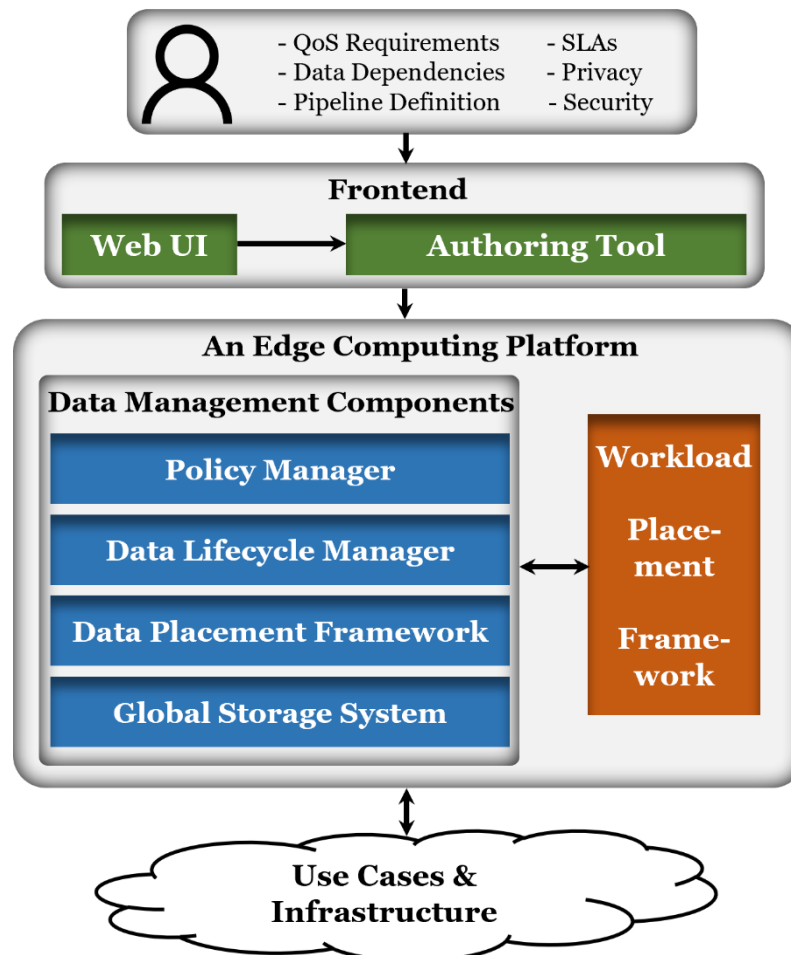 - QoS Requirements
- SLAs
- Data Dependencies
- Privacy
- Pipeline Definition
- Security
Frontend
Web UI
Authoring Tool
An Edge Computing Platform
Data Management Components
Policy Manager
Data Lifecycle Manager
Data Placement Framework
Global Storage System
Workload
Place-
ment
Frame-
work
Use Cases &
Infrastructure